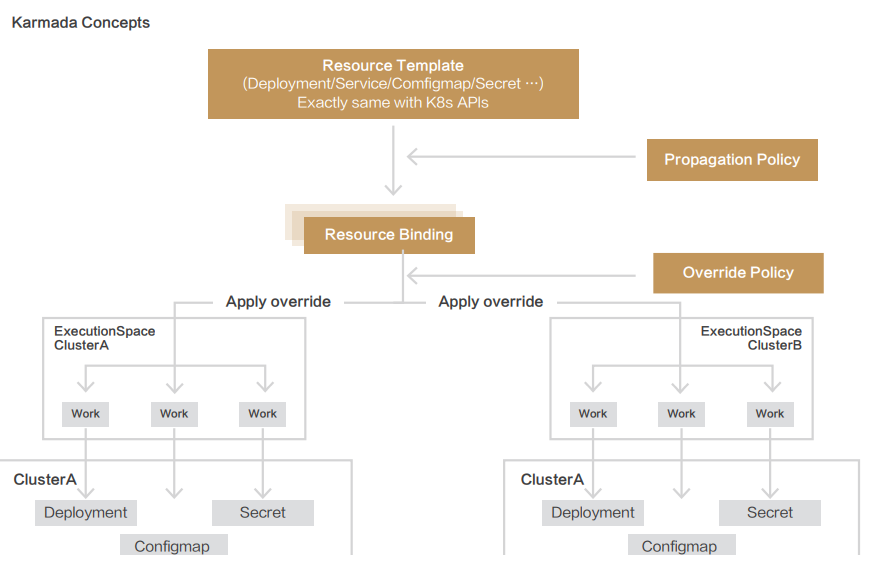 Karmada Concepts
Resource Template
(Deployment/Service/Comfigmap/Secret ···)
Exactly same with K8s APIs
Propagation Policy
Resource Binding
Override Policy
Apply override
Apply override
ExecutionSpace
ClusterA
ExecutionSpace
ClusterB
Work
Work
Work
Work
Work
Work
ClusterA
ClusterA
Deployment
Secret
Deployment
Secret
Configmap
Configmap